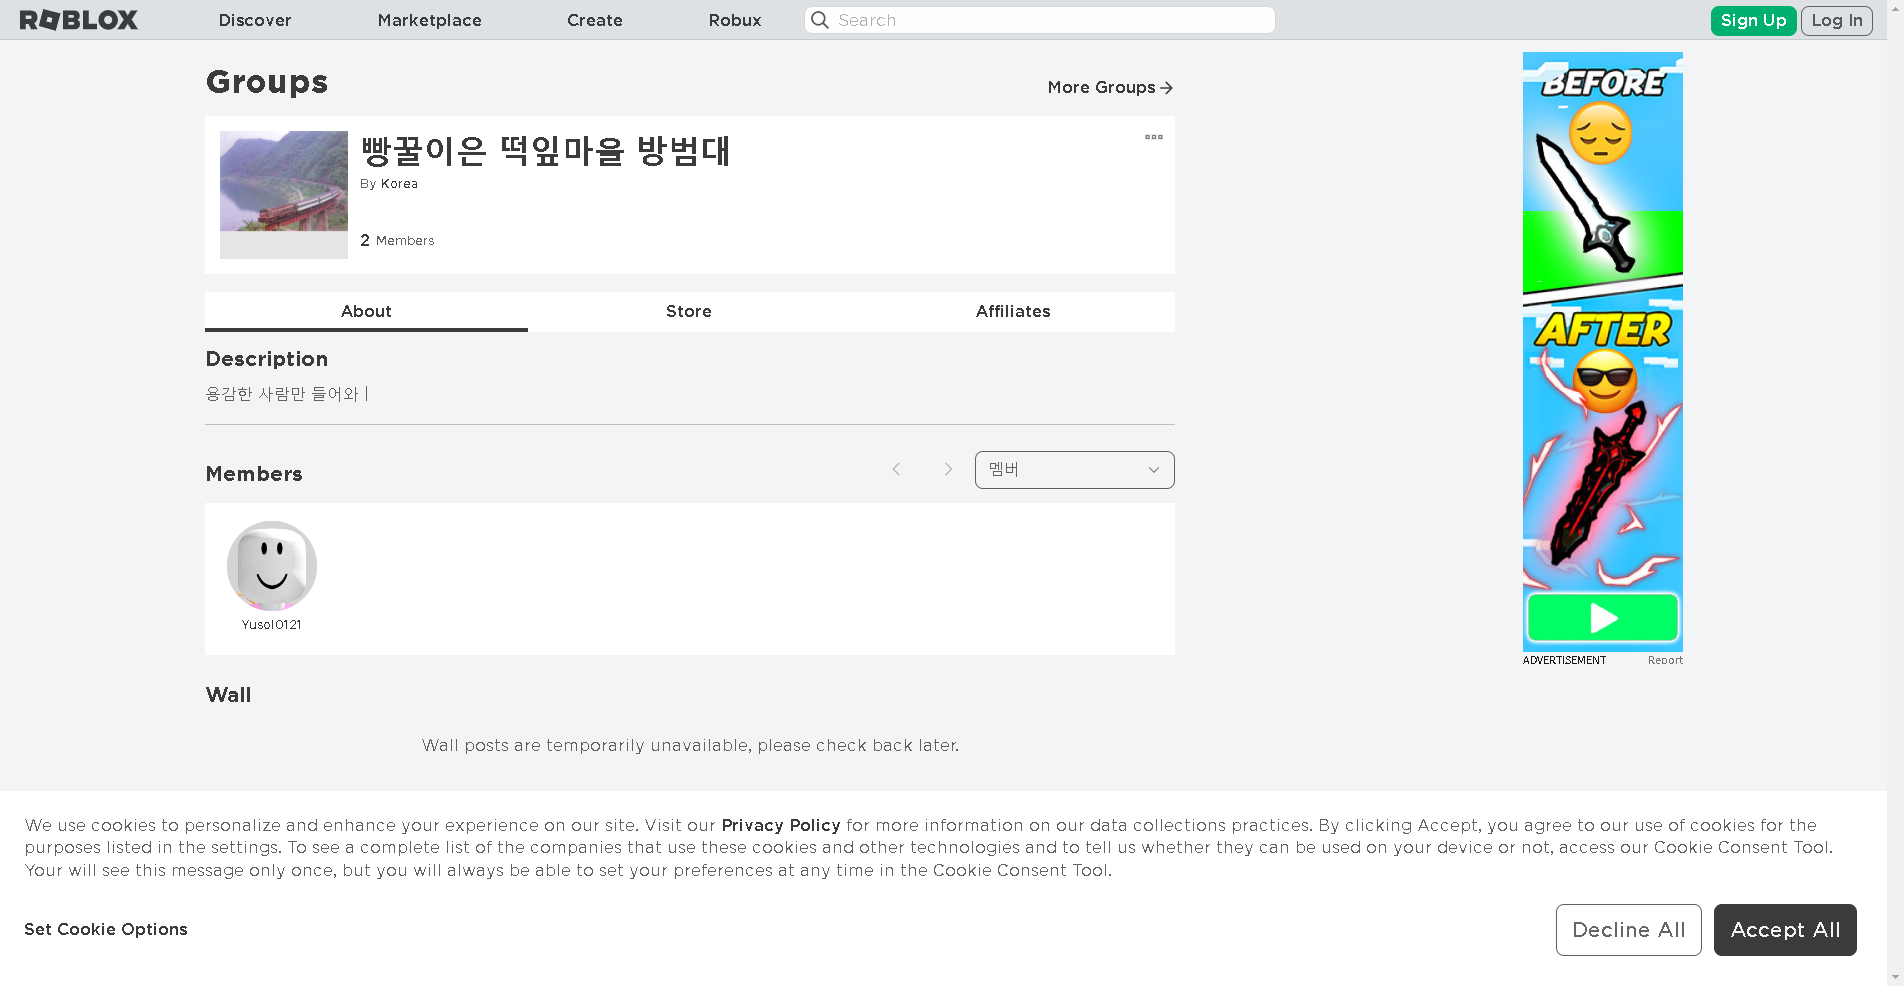 ROBLOX
Discover
Marketplace
Create
Robux
Search
Sign Up
Log In
Groups
More Groups
빵꿀이은 떡잎마을 방범대
By Korea
2 Members
About
Store
Affiliates
Description
용감한 사람만 들어와 |
Members
멤버
Yusol0121
Wall
Wall posts are temporarily unavailable, please check back later.
BEFORE
AFTER
ADVERTISEMENT
Report
We use cookies to personalize and enhance your experience on our site. Visit our Privacy Policy for more information on our data collections practices. By clicking Accept, you agree to our use of cookies for the
purposes listed in the settings. To see a complete list of the companies that use these cookies and other technologies and to tell us whether they can be used on your device or not, access our Cookie Consent Tool.
Your will see this message only once, but you will always be able to set your preferences at any time in the Cookie Consent Tool.
Set Cookie Options
Decline All
Accept All